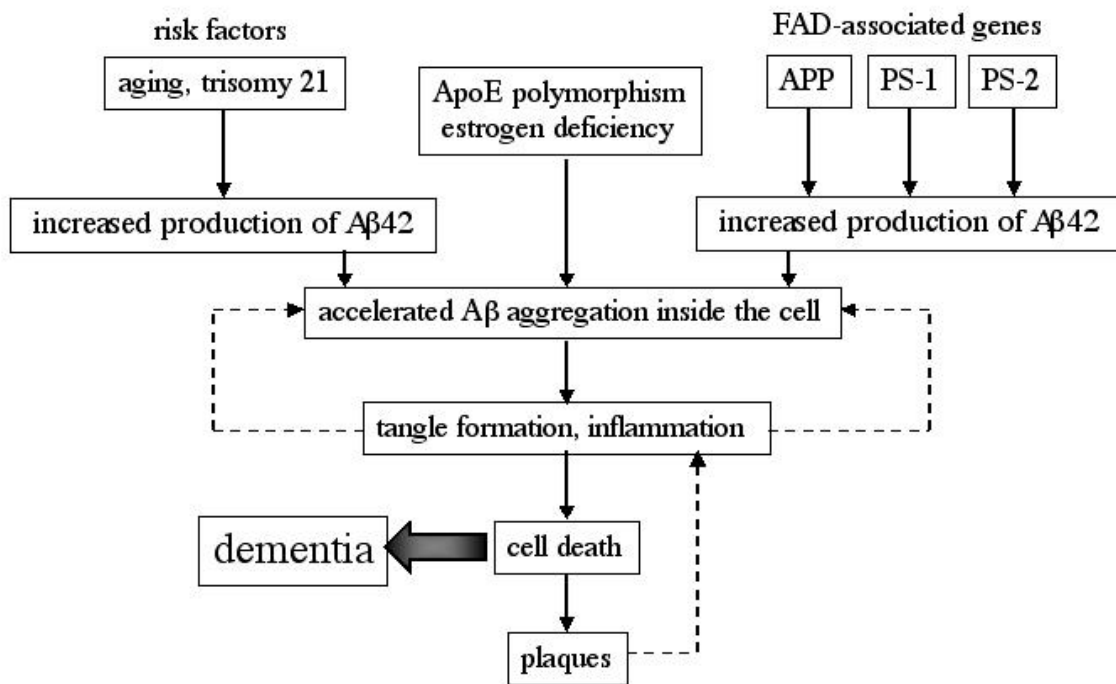 risk factors
FAD-associated genes
aging, trisomy 21
ApoE polymorphism
estrogen deficiency
APP
PS-1
PS-2
increased production of Aβ42
increased production of Aβ42
accelerated Aβ aggregation inside the cell
tangle formation, inflammation
dementia
cell death
plaques